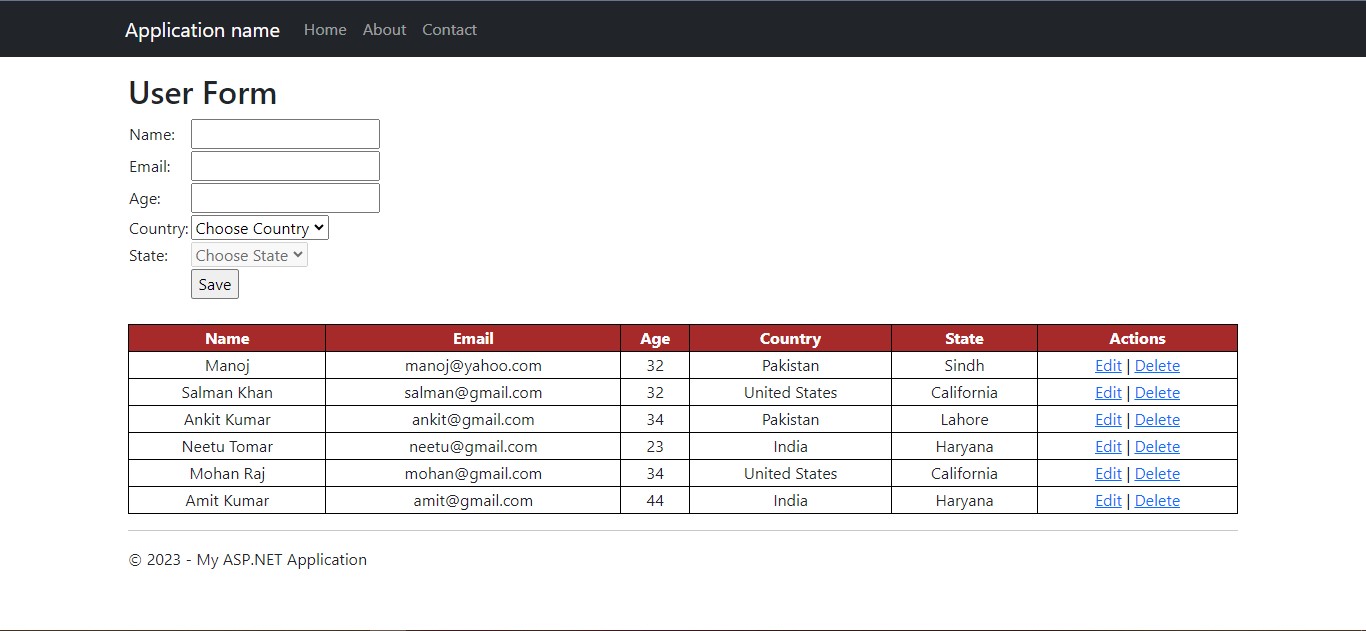 Application name Home About Contact
User Form
Name:
Email:
Age:
Country: Choose Country
State: Choose State
Save
Name Email Age Country State Actions
Manoj manoj@yahoo.com 32 Pakistan Sindh Edit | Delete
Salman Khan salman@gmail.com 32 United States California Edit | Delete
Ankit Kumar ankit@gmail.com 34 Pakistan Lahore Edit | Delete
Neetu Tomar neetu@gmail.com 23 India Haryana Edit | Delete
Mohan Raj mohan@gmail.com 34 United States California Edit | Delete
Amit Kumar amit@gmail.com 44 India Haryana Edit | Delete
© 2023 - My ASP.NET Application